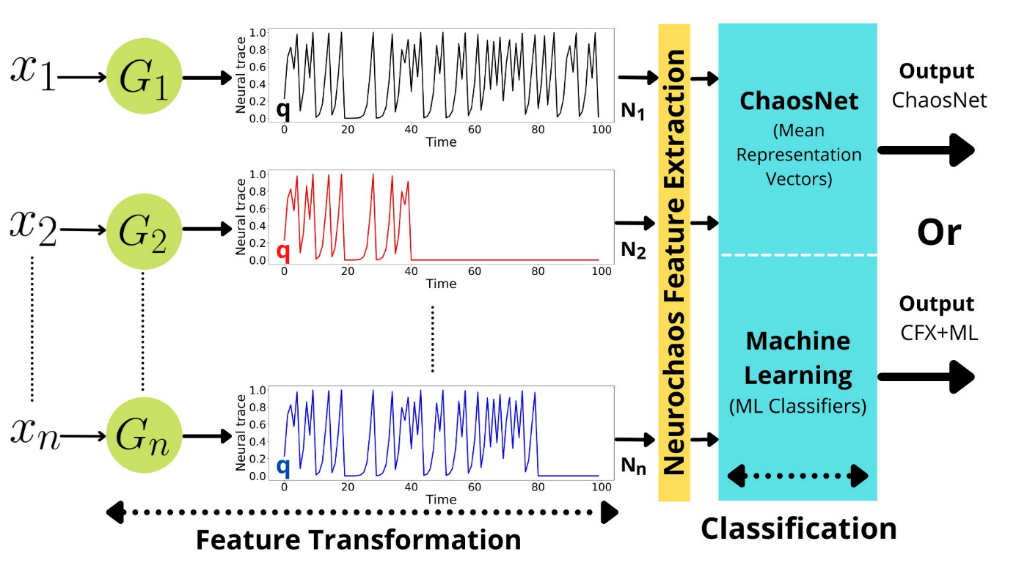 x1
G1
Neural trace
1.0
0.8
0.6
0.4
0.2
0.0
q
0 20 40 60 80 100
Time
N1
x2
G2
Neural trace
1.0
0.8
0.6
0.4
0.2
0.0
q
0 20 40 60 80 100
Time
N2
xn
Gn
Neural trace
1.0
0.8
0.6
0.4
0.2
0.0
q
0 20 40 60 80 100
Time
Nn
Feature Transformation
Neurochaos Feature Extraction
ChaosNet
(Mean
Representation
Vectors)
Machine
Learning
(ML Classifiers)
Classification
Output
ChaosNet
Or
Output
CFX+ML